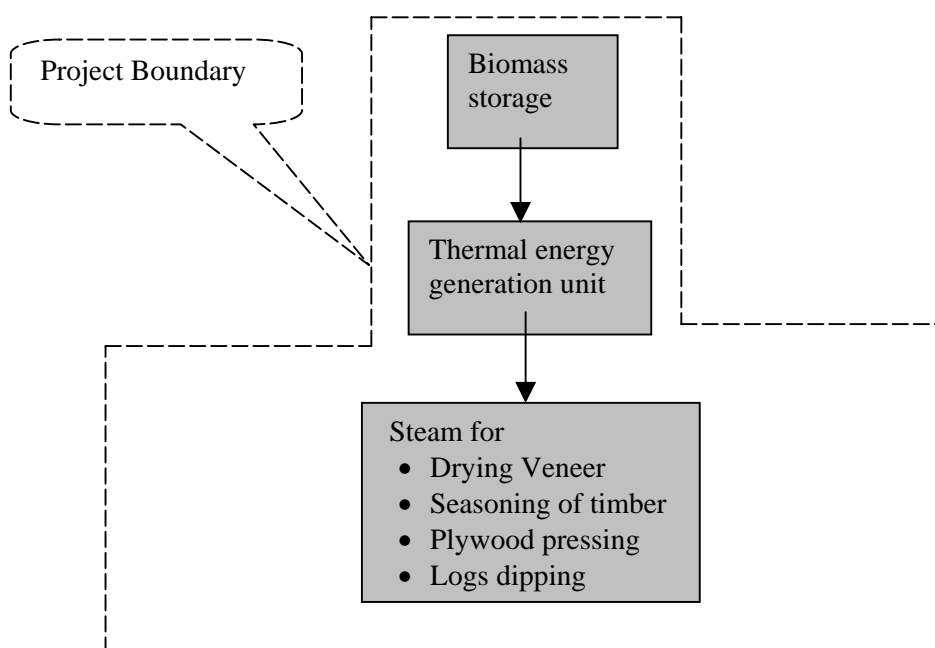 Project Boundary
Biomass
storage
Thermal energy
generation unit
Steam for
• Drying Veneer
• Seasoning of timber
• Plywood pressing
• Logs dipping